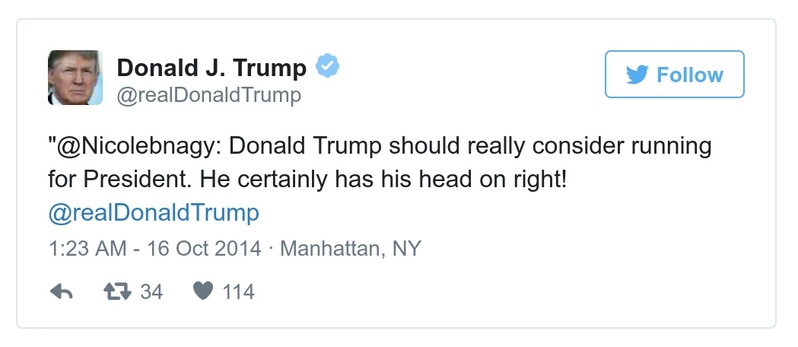 Donald J. Trump
@realDonaldTrump
Follow
"@Nicolebnagy: Donald Trump should really consider running
for President. He certainly has his head on right!
@realDonaldTrump
1:23 AM - 16 Oct 2014 · Manhattan, NY
34 114